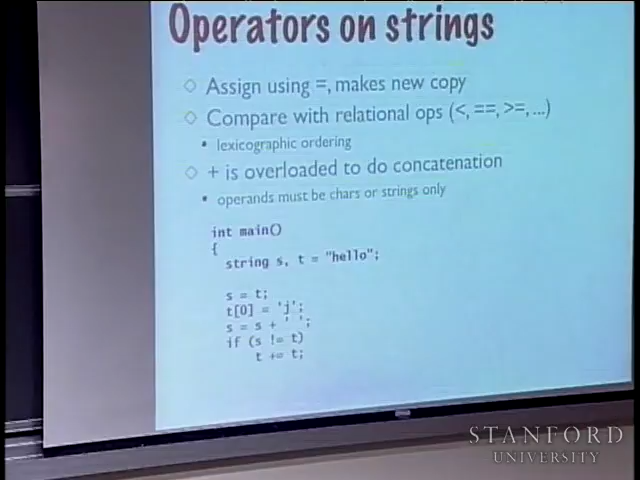 Operators on strings
Assign using =, makes new copy
Compare with relational ops (<, ==, >=, ...)
lexicographic ordering
+ is overloaded to do concatenation
operands must be chars or strings only
int main()
{
string s, t = "hello";
s = t;
t[0] = 'j';
s = s + ' ';
if (s != t)
t += t;
STANFORD
UNIVERSITY